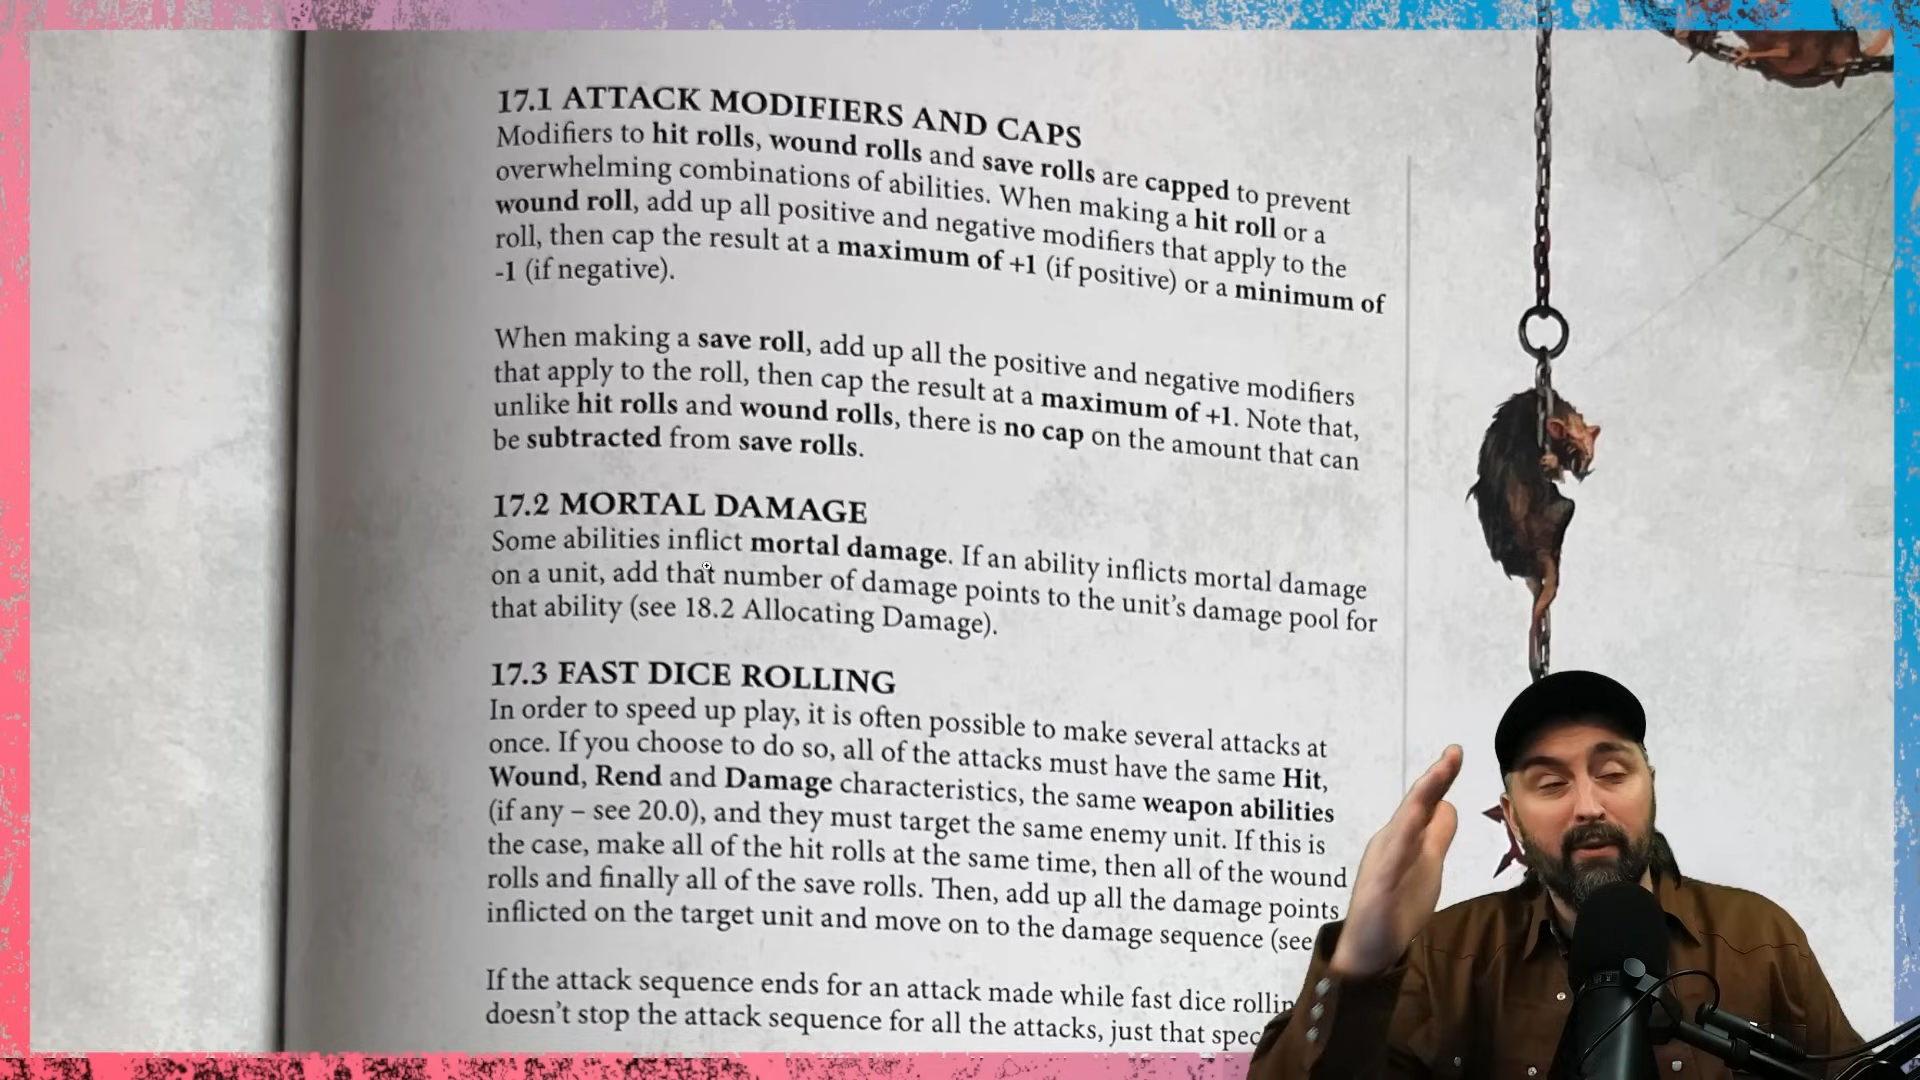 17.1 ATTACK MODIFIERS AND CAPS
Modifiers to hit rolls, wound rolls and save rolls are capped to prevent
overwhelming combinations of abilities. When making a hit roll or a
wound roll, add up all positive and negative modifiers that apply to the
roll, then cap the result at a maximum of +1 (if positive) or a minimum of
-1 (if negative).
When making a save roll, add up all the positive and negative modifiers
that apply to the roll, then cap the result at a maximum of +1. Note that,
unlike hit rolls and wound rolls, there is no cap on the amount that can
be subtracted from save rolls.
17.2 MORTAL DAMAGE
Some abilities inflict mortal damage. If an ability inflicts mortal damage
on a unit, add that number of damage points to the unit's damage pool for
that ability (see 18.2 Allocating Damage).
17.3 FAST DICE ROLLING
In order to speed up play, it is often possible to make several attacks at
once. If you choose to do so, all of the attacks must have the same Hit,
Wound, Rend and Damage characteristics, the same weapon abilities
(if any – see 20.0), and they must target the same enemy unit. If this is
the case, make all of the hit rolls at the same time, then all of the wound
rolls and finally all of the save rolls. Then, add up all the damage points
inflicted on the target unit and move on to the damage sequence (see
If the attack sequence ends for an attack made while fast dice
doesn't stop the attack sequence for all the attacks, just that